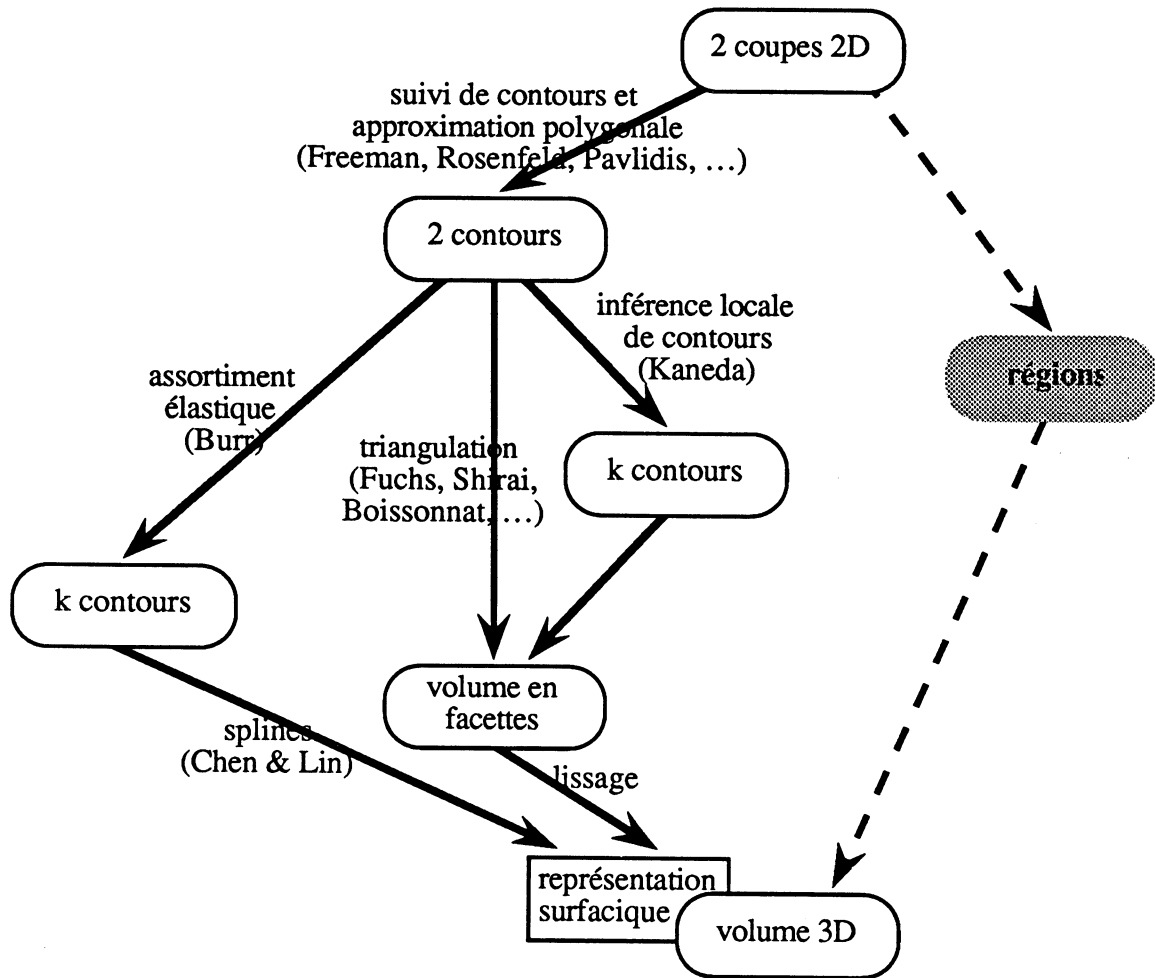 2 coupes 2D
suivi de contours et
approximation polygonale
(Freeman, Rosenfeld, Pavlidis, …)
2 contours
inférence locale
de contours
(Kaneda)
régions
assortiment
élastique
(Burr)
triangulation
(Fuchs, Shirai,
Boissonnat, …)
k contours
k contours
volume en
facettes
splines
(Chen & Lin)
lissage
représentation
surfacique
volume 3D